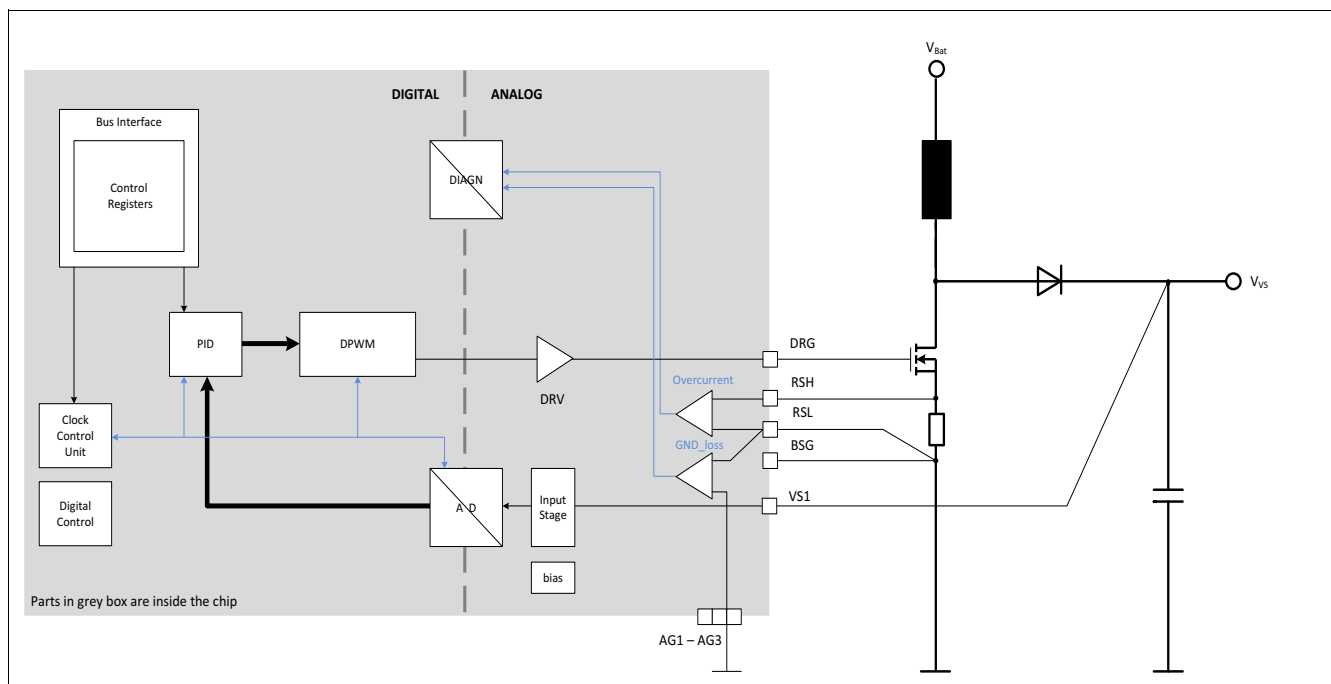 V_Bat
DIGITAL
ANALOG
Bus Interface
Control
Registers
DIAGN
V_VS
PID
DPWM
DRV
DRG
Overcurrent
RSH
RSL
GND_loss
BSG
Clock
Control
Unit
VS1
A D
Input
Stage
Digital
Control
bias
Parts in grey box are inside the chip
AG1 – AG3